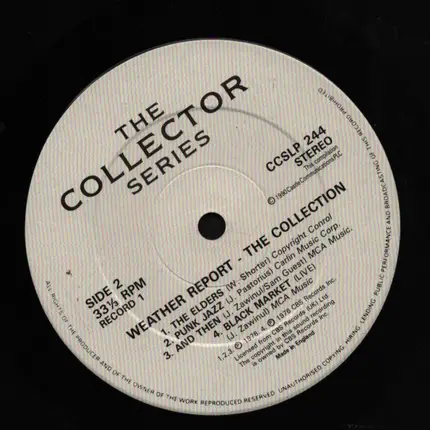 THE
COLLECTOR
SERIES
CCSLP 244
STEREO
This compilation
℗ 1990 Castle Communications PLC
SIDE 2
33⅓ RPM
RECORD 1
WEATHER REPORT - THE COLLECTION
1. THE ELDERS (W. Shorter) Copyright Conrol
2. PUNK JAZZ (J. Pastorius) Carlin Music Corp.
3. AND THEN (J. Zawinul/Sam Guest) MCA Music.
4. BLACK MARKET (LIVE)
(J. Zawinul) MCA Music
1.2.3. ℗ 1978, 4. ℗ 1979 CBS Records Inc.
Licensed from CBS Records (UK) Ltd
The copyright in this sound recording
is owned by CBS Records Inc.
Made in England
ALL RIGHTS OF THE PRODUCER AND OF THE OWNER OF THE WORK REPRODUCED RESERVED. UNAUTHORISED COPYING, HIRING, LENDING, PUBLIC PERFORMANCE AND BROADCASTING OF THIS RECORD PROHIBITED